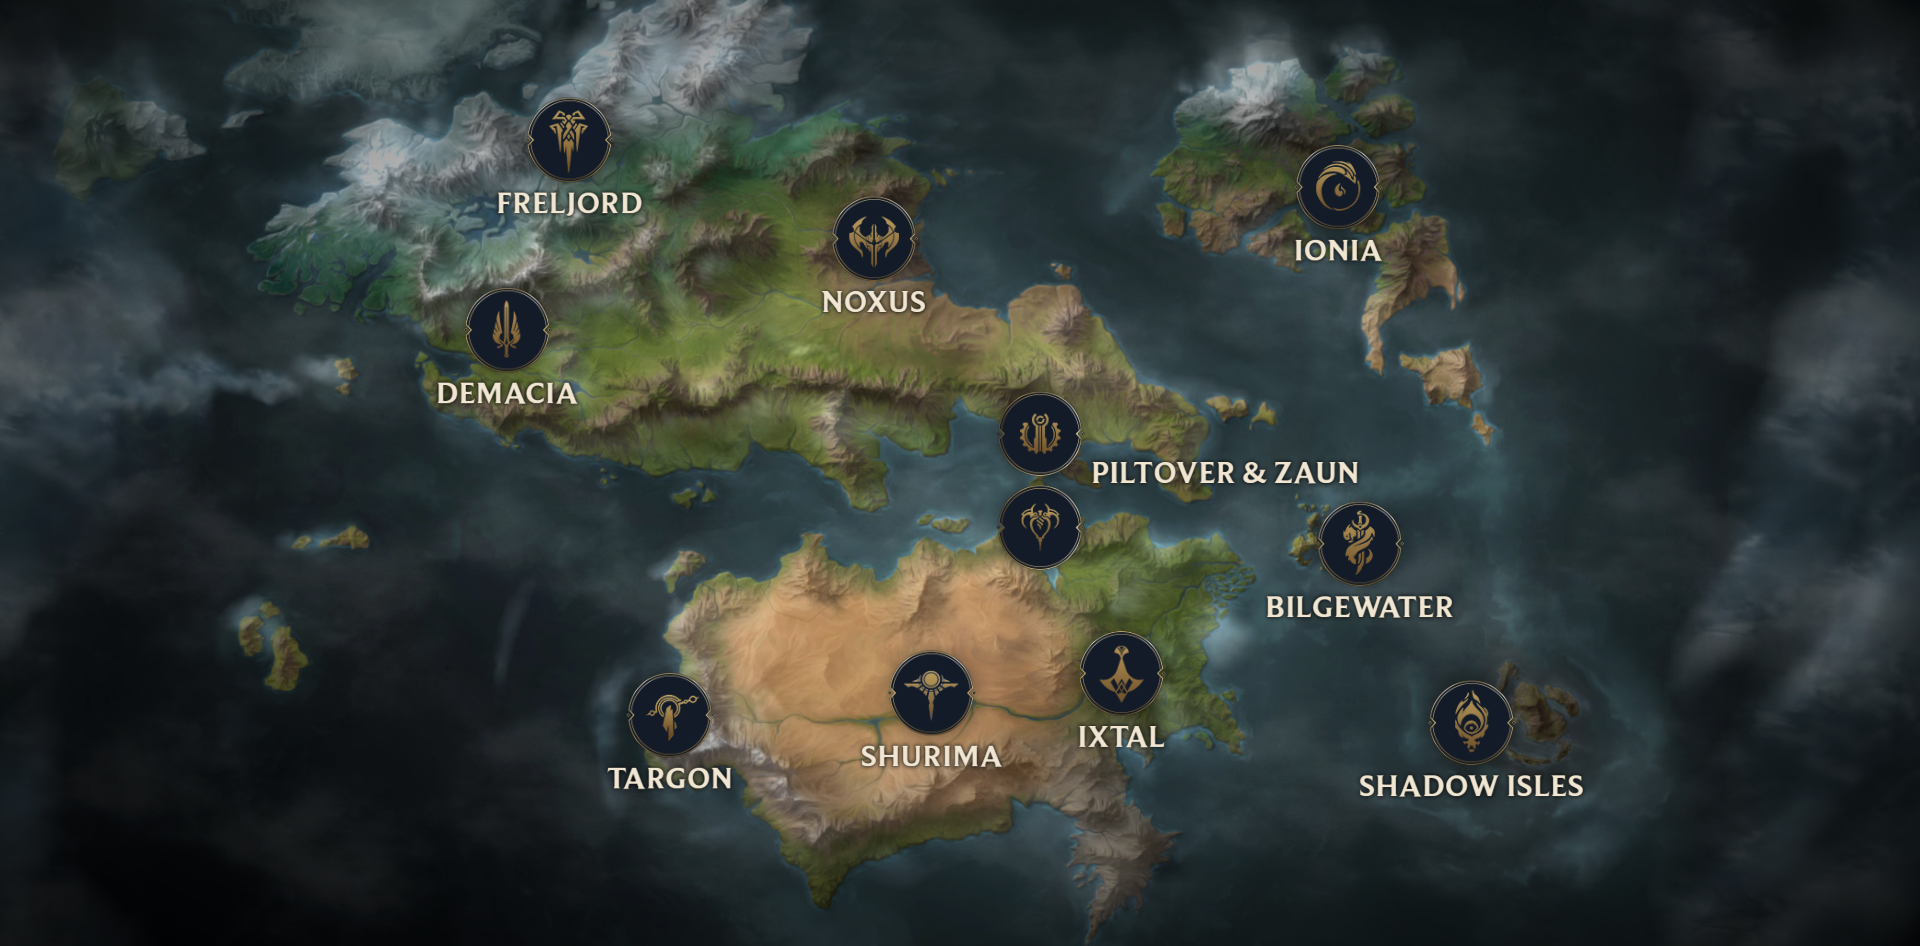 FRELJORD
IONIA
NOXUS
DEMACIA
PILTOVER & ZAUN
BILGEWATER
IXTAL
SHURIMA
TARGON
SHADOW ISLES